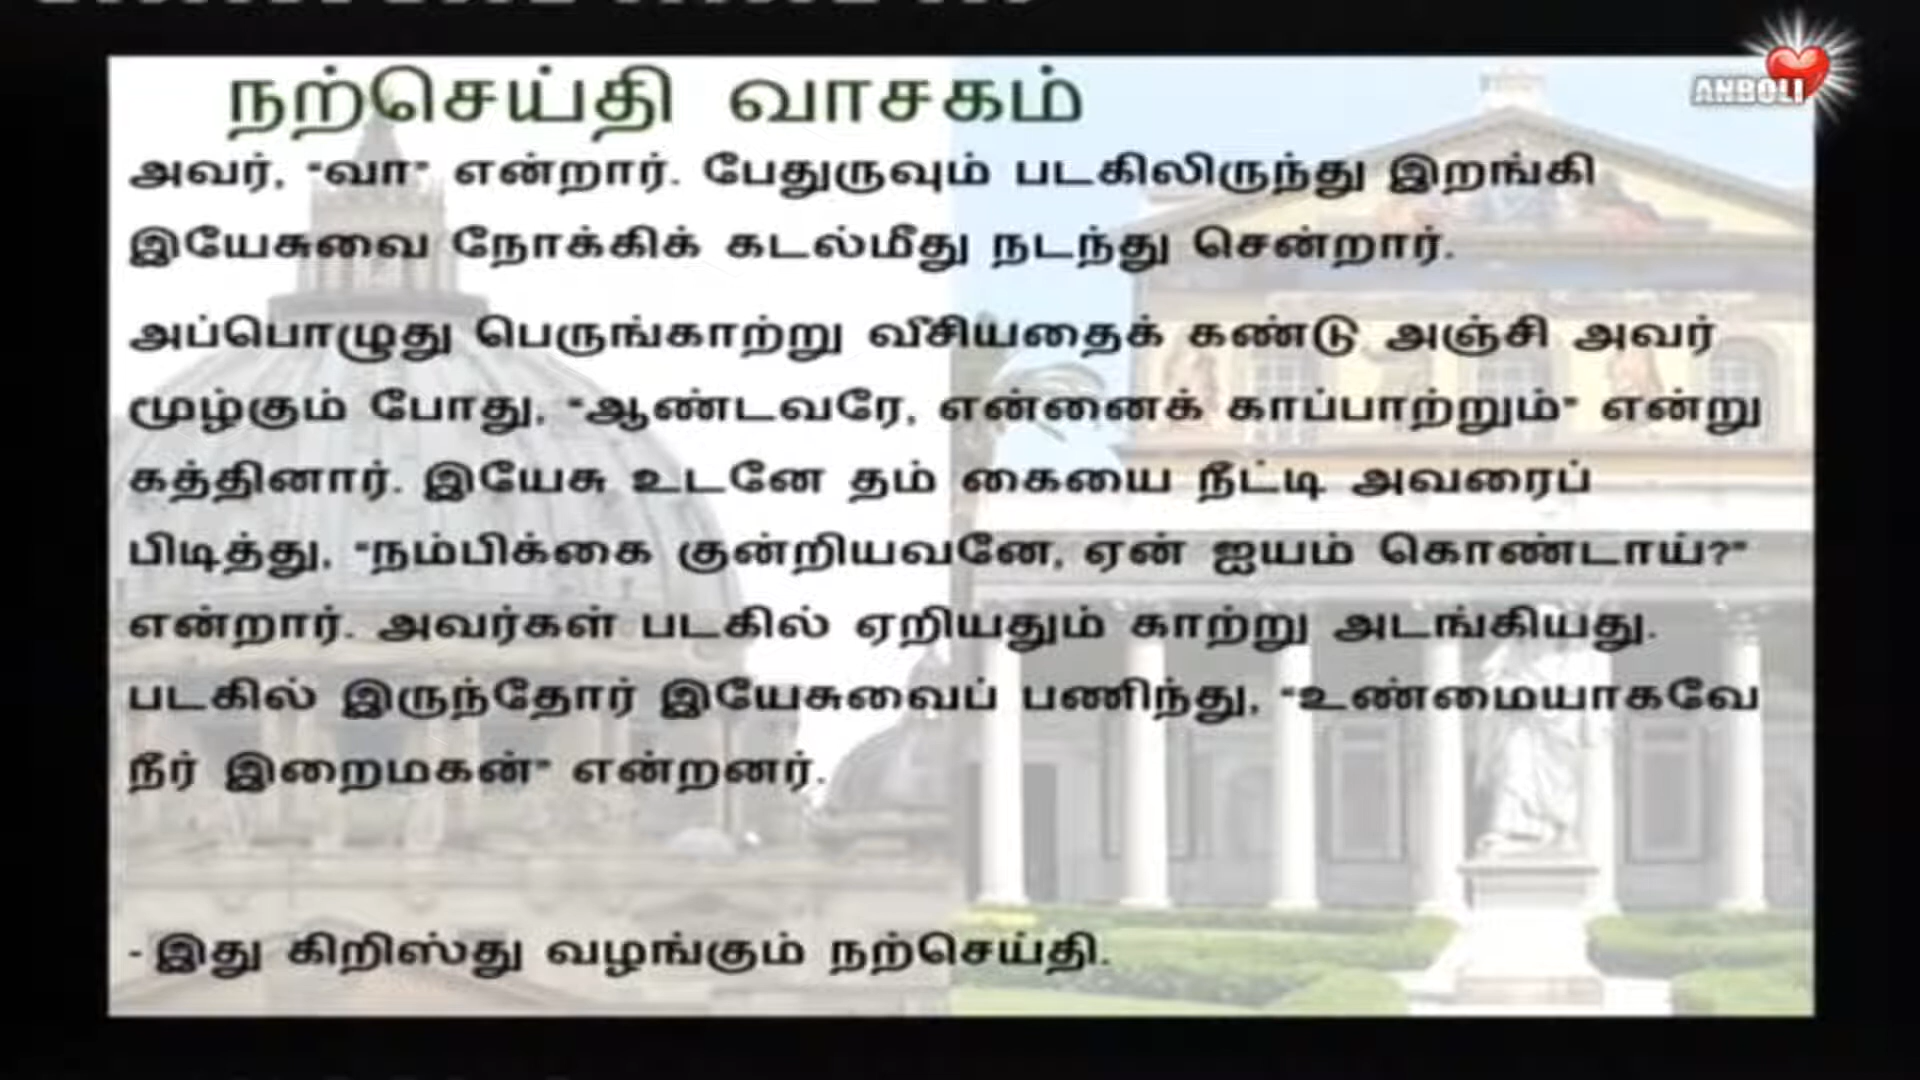 ANBOLI
நற்செய்தி வாசகம்
அவர், "வா" என்றார். பேதுருவும் படகிலிருந்து இறங்கி
இயேசுவை நோக்கிக் கடல்மீது நடந்து சென்றார்.
அப்பொழுது பெருங்காற்று வீசியதைக் கண்டு அஞ்சி அவர்
மூழ்கும் போது, "ஆண்டவரே, என்னைக் காப்பாற்றும்" என்று
கத்தினார். இயேசு உடனே தம் கையை நீட்டி அவரைப்
பிடித்து, "நம்பிக்கை குன்றியவனே, ஏன் ஐயம் கொண்டாய்?"
என்றார். அவர்கள் படகில் ஏறியதும் காற்று அடங்கியது.
படகில் இருந்தோர் இயேசுவைப் பணிந்து, "உண்மையாகவே
நீர் இறைமகன்" என்றனர்.
- இது கிறிஸ்து வழங்கும் நற்செய்தி.